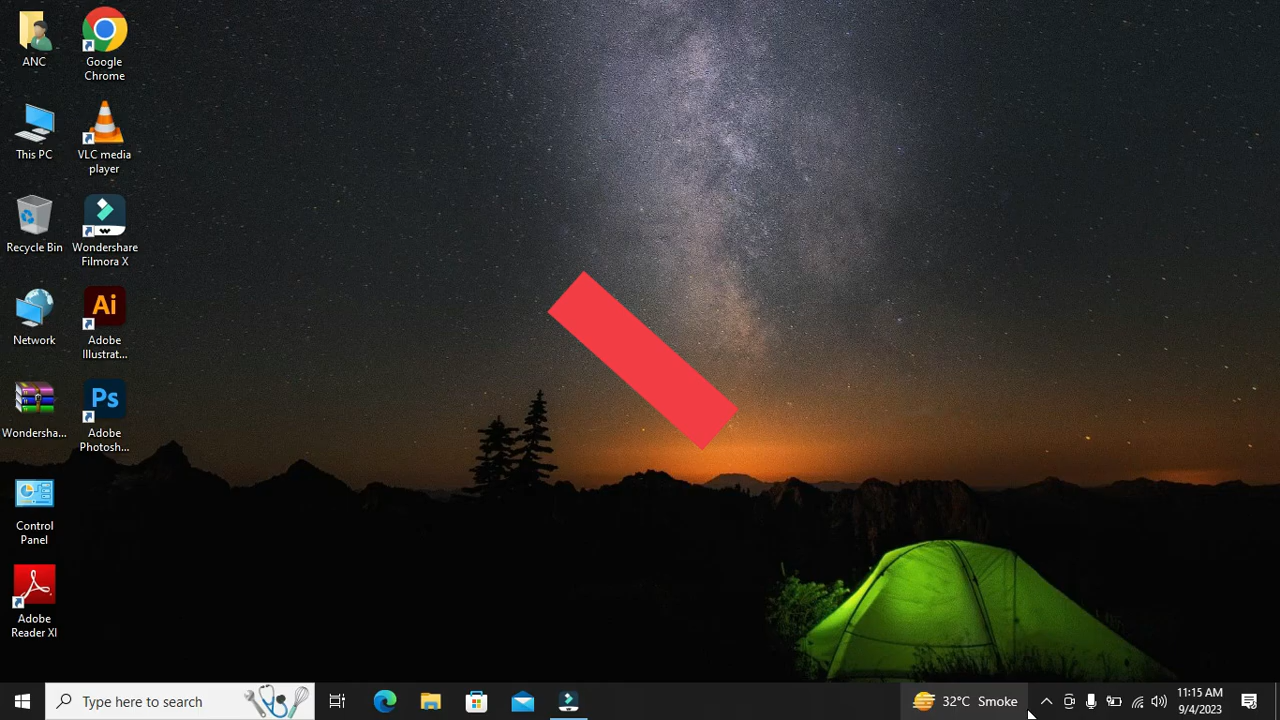 ANC
Google
Chrome
This PC
VLC media
player
Recycle Bin
Wondershare
Filmora X
Network
Ai
Adobe
Illustrat...
Wondersha...
Ps
Adobe
Photosh...
Control
Panel
Adobe
Reader XI
Type here to search
32°C Smoke
:15 AM
9/4/2023